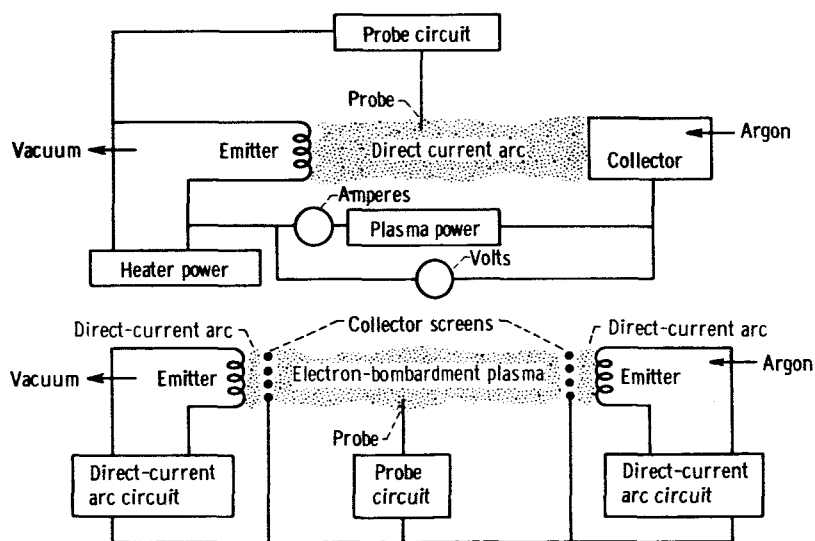 Probe circuit
Probe
Vacuum
Emitter
Direct current arc
Argon
Collector
Amperes
Plasma power
Heater power
Volts
Direct-current arc
Collector screens
Direct-current arc
Vacuum
Emitter
Electron-bombardment plasma
Emitter
Argon
Probe
Direct-current
arc circuit
Probe
circuit
Direct-current
arc circuit